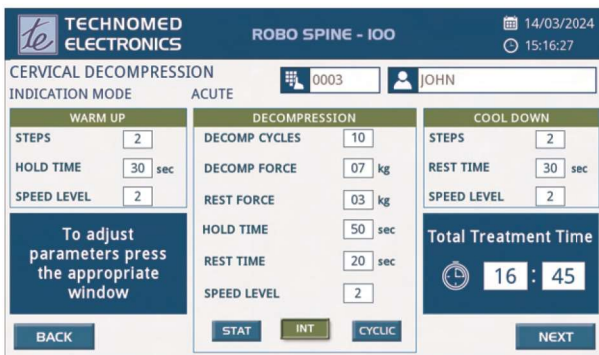 te TECHNOMED
ELECTRONICS
ROBO SPINE - 100
14/03/2024
15:16:27
CERVICAL DECOMPRESSION
0003
JOHN
INDICATION MODE ACUTE
WARM UP
STEPS 2
HOLD TIME 30 sec
SPEED LEVEL 2
To adjust
parameters press
the appropriate
window
BACK
DECOMPRESSION
DECOMP CYCLES 10
DECOMP FORCE 07 kg
REST FORCE 03 kg
HOLD TIME 50 sec
REST TIME 20 sec
SPEED LEVEL 2
STAT INT CYCLIC
COOL DOWN
STEPS 2
REST TIME 30 sec
SPEED LEVEL 2
Total Treatment Time
16 : 45
NEXT